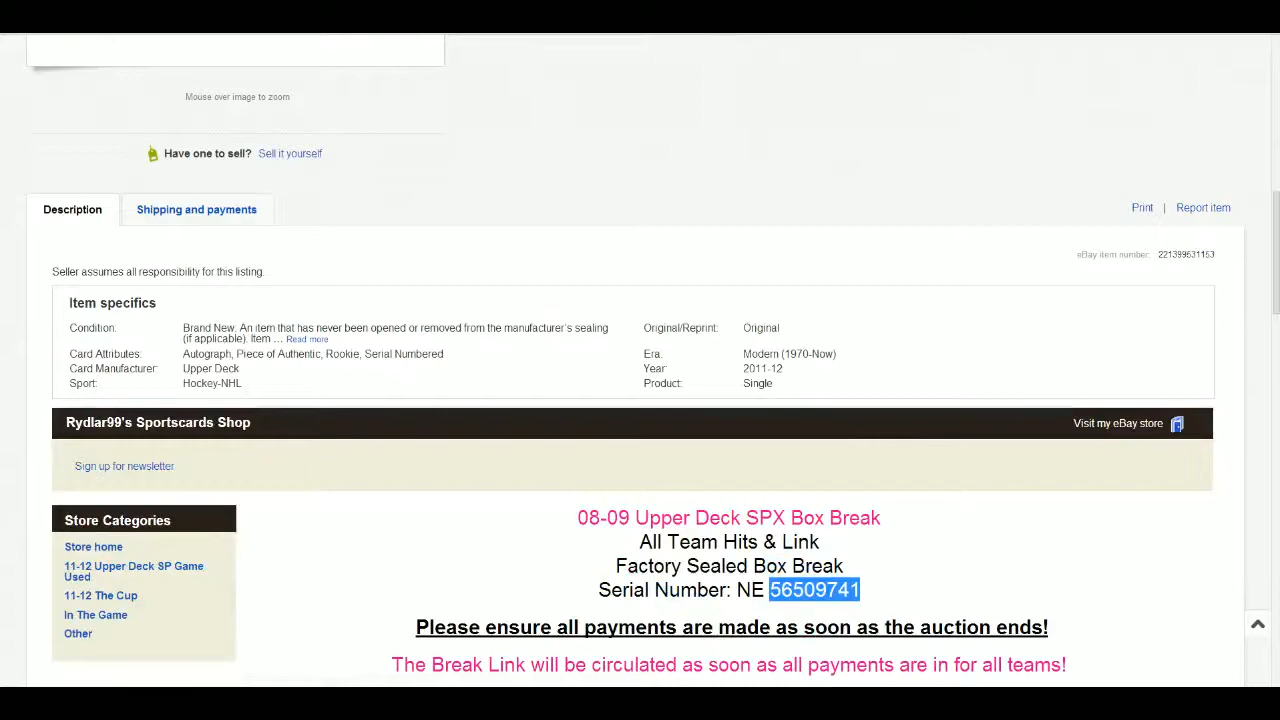 Mouse over image to zoom
Have one to sell? Sell it yourself
Description
Shipping and payments
Print | Report item
eBay item number: 221399631153
Seller assumes all responsibility for this listing.
Item specifics
Condition: Brand New: An item that has never been opened or removed from the manufacturer's sealing
(if applicable). Item ... Read more
Original/Reprint: Original
Card Attributes: Autograph, Piece of Authentic, Rookie, Serial Numbered
Era: Modern (1970-Now)
Card Manufacturer: Upper Deck
Year: 2011-12
Sport: Hockey-NHL
Product: Single
Rydlar99's Sportscards Shop
Visit my eBay store
Sign up for newsletter
Store Categories
Store home
11-12 Upper Deck SP Game
Used
11-12 The Cup
In The Game
Other
08-09 Upper Deck SPX Box Break
All Team Hits & Link
Factory Sealed Box Break
Serial Number: NE 56509741
Please ensure all payments are made as soon as the auction ends!
The Break Link will be circulated as soon as all payments are in for all teams!